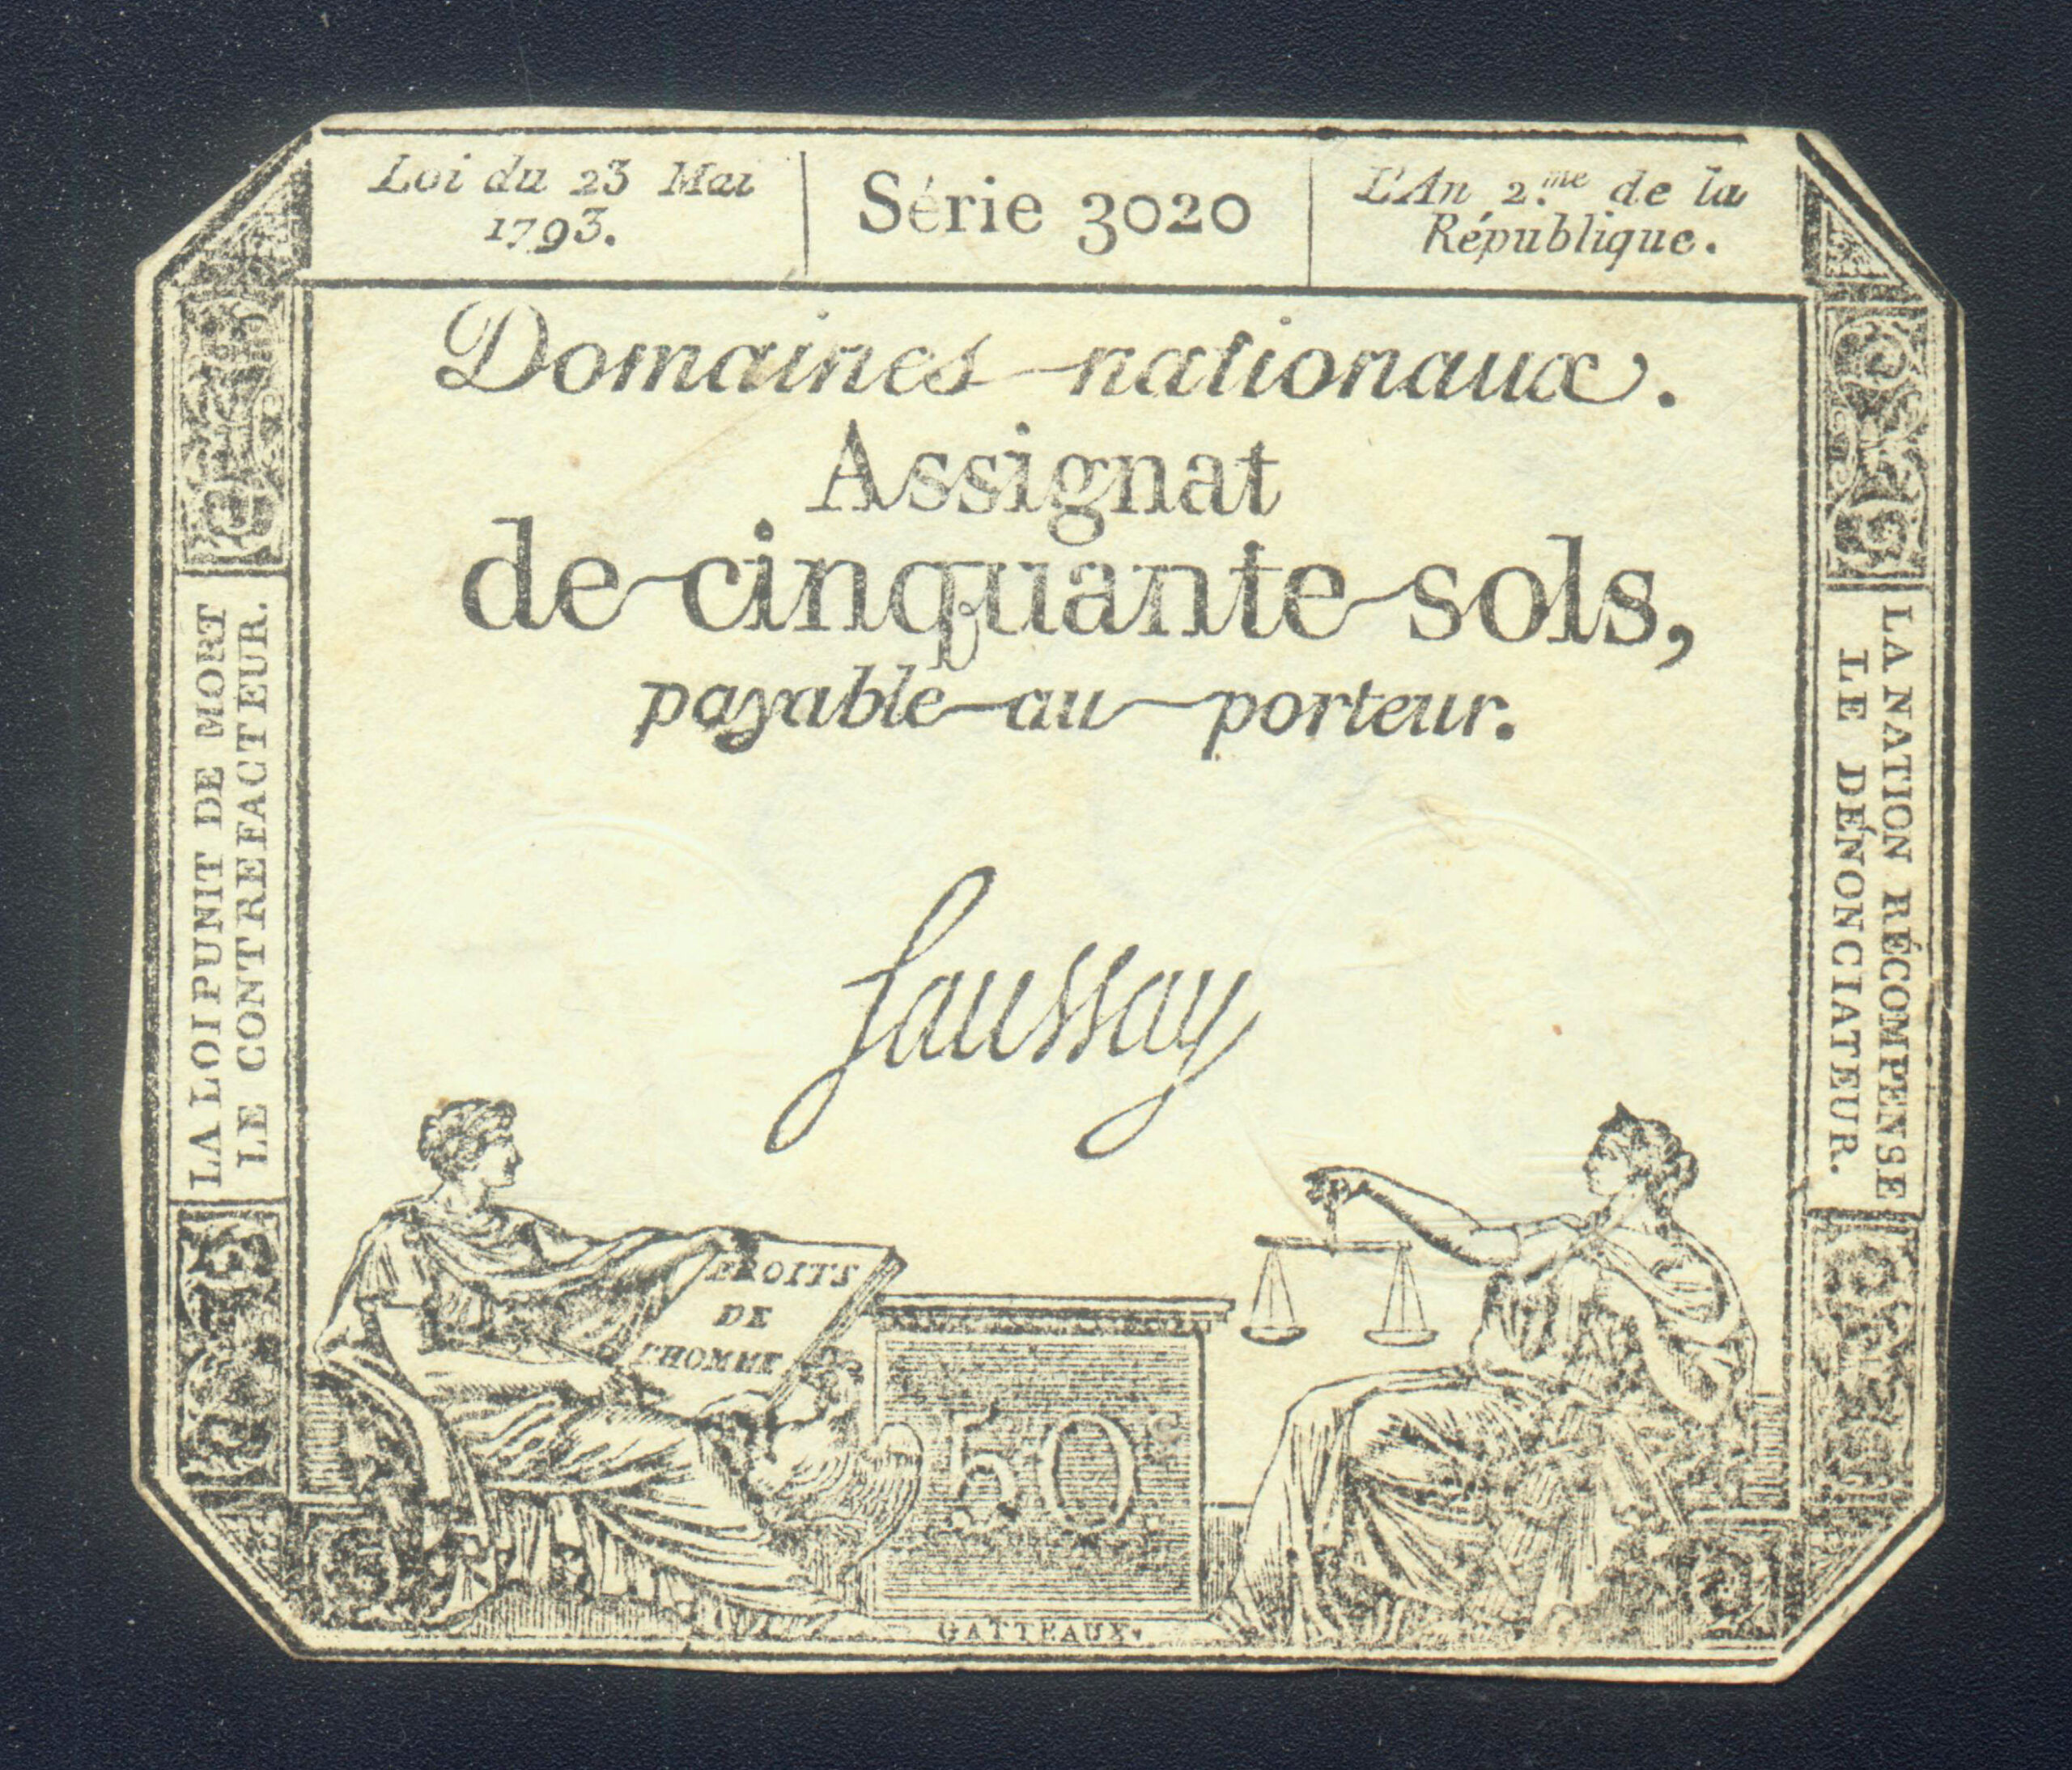 Loi du 23 Mai
1793.
Série 3020
L'An 2.me de la
République.
Domaines nationaux.
Assignat
de cinquante sols,
payable au porteur.
LA LOI PUNIT DE MORT
LE CONTREFACTEUR.
LA NATION RÉCOMPENSE
LE DÉNONCIATEUR.
Saussay
DROITS
DE
L'HOMME
50 s
GATTEAUX.